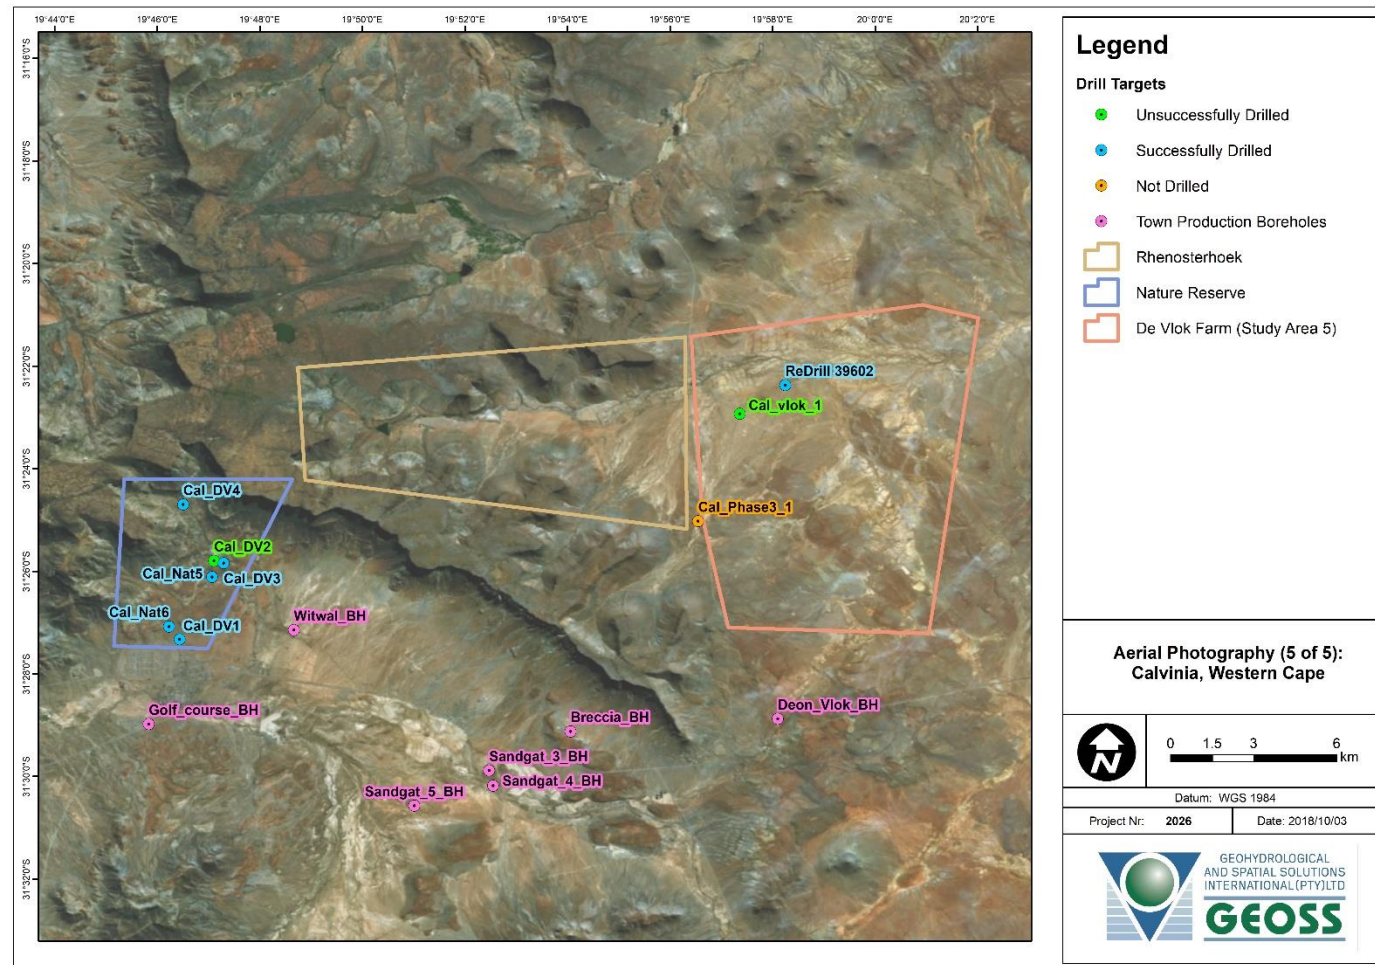 19°44'0"E 19°46'0"E 19°48'0"E 19°50'0"E 19°52'0"E 19°54'0"E 19°56'0"E 19°58'0"E 20°0'0"E 20°2'0"E
31°16'0"S
31°18'0"S
31°20'0"S
31°22'0"S
31°24'0"S
31°26'0"S
31°28'0"S
31°30'0"S
31°32'0"S
ReDrill 39602
Cal_vlok_1
Cal_DV4
Cal_Phase3_1
Cal_DV2
Cal_Nat5
Cal_DV3
Cal_Nat6
Cal_DV1
Witwal_BH
Golf_course_BH
Breccia_BH
Deon_Vlok_BH
Sandgat_3_BH
Sandgat_4_BH
Sandgat_5_BH
Legend
Drill Targets
Unsuccessfully Drilled
Successfully Drilled
Not Drilled
Town Production Boreholes
Rhenosterhoek
Nature Reserve
De Vlok Farm (Study Area 5)
Aerial Photography (5 of 5):
Calvinia, Western Cape
N
0 1.5 3 6
km
Datum: WGS 1984
Project Nr: 2026 Date: 2018/10/03
GEOHYDROLOGICAL
AND SPATIAL SOLUTIONS
INTERNATIONAL(PTY)LTD
GEOSS